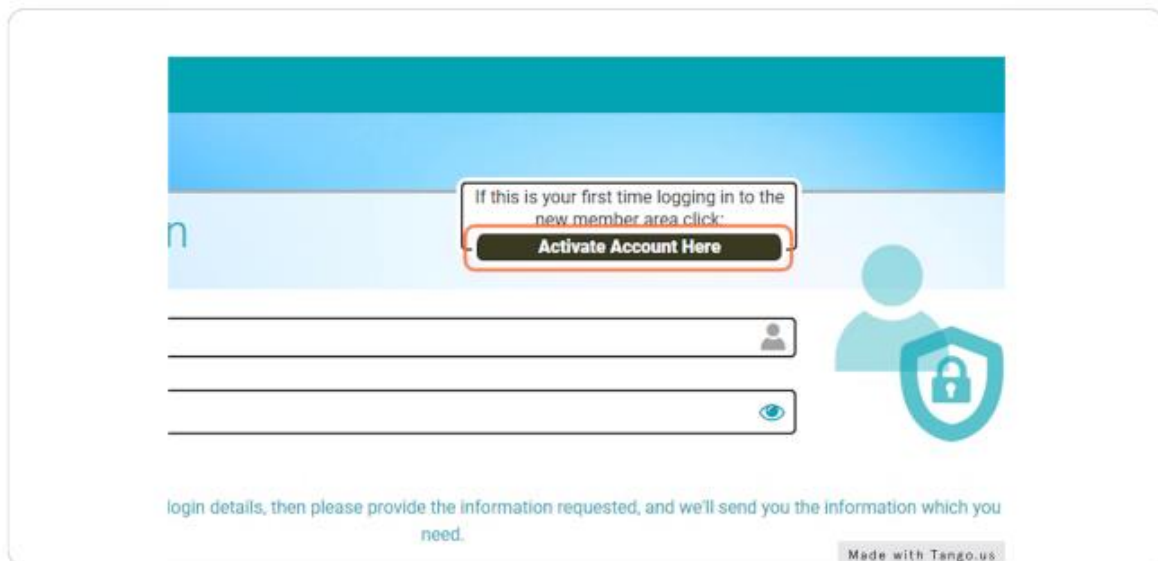 If this is your first time logging in to the
new member area click:
Activate Account Here
n
login details, then please provide the information requested, and we'll send you the information which you
need.
Made with Tango.us